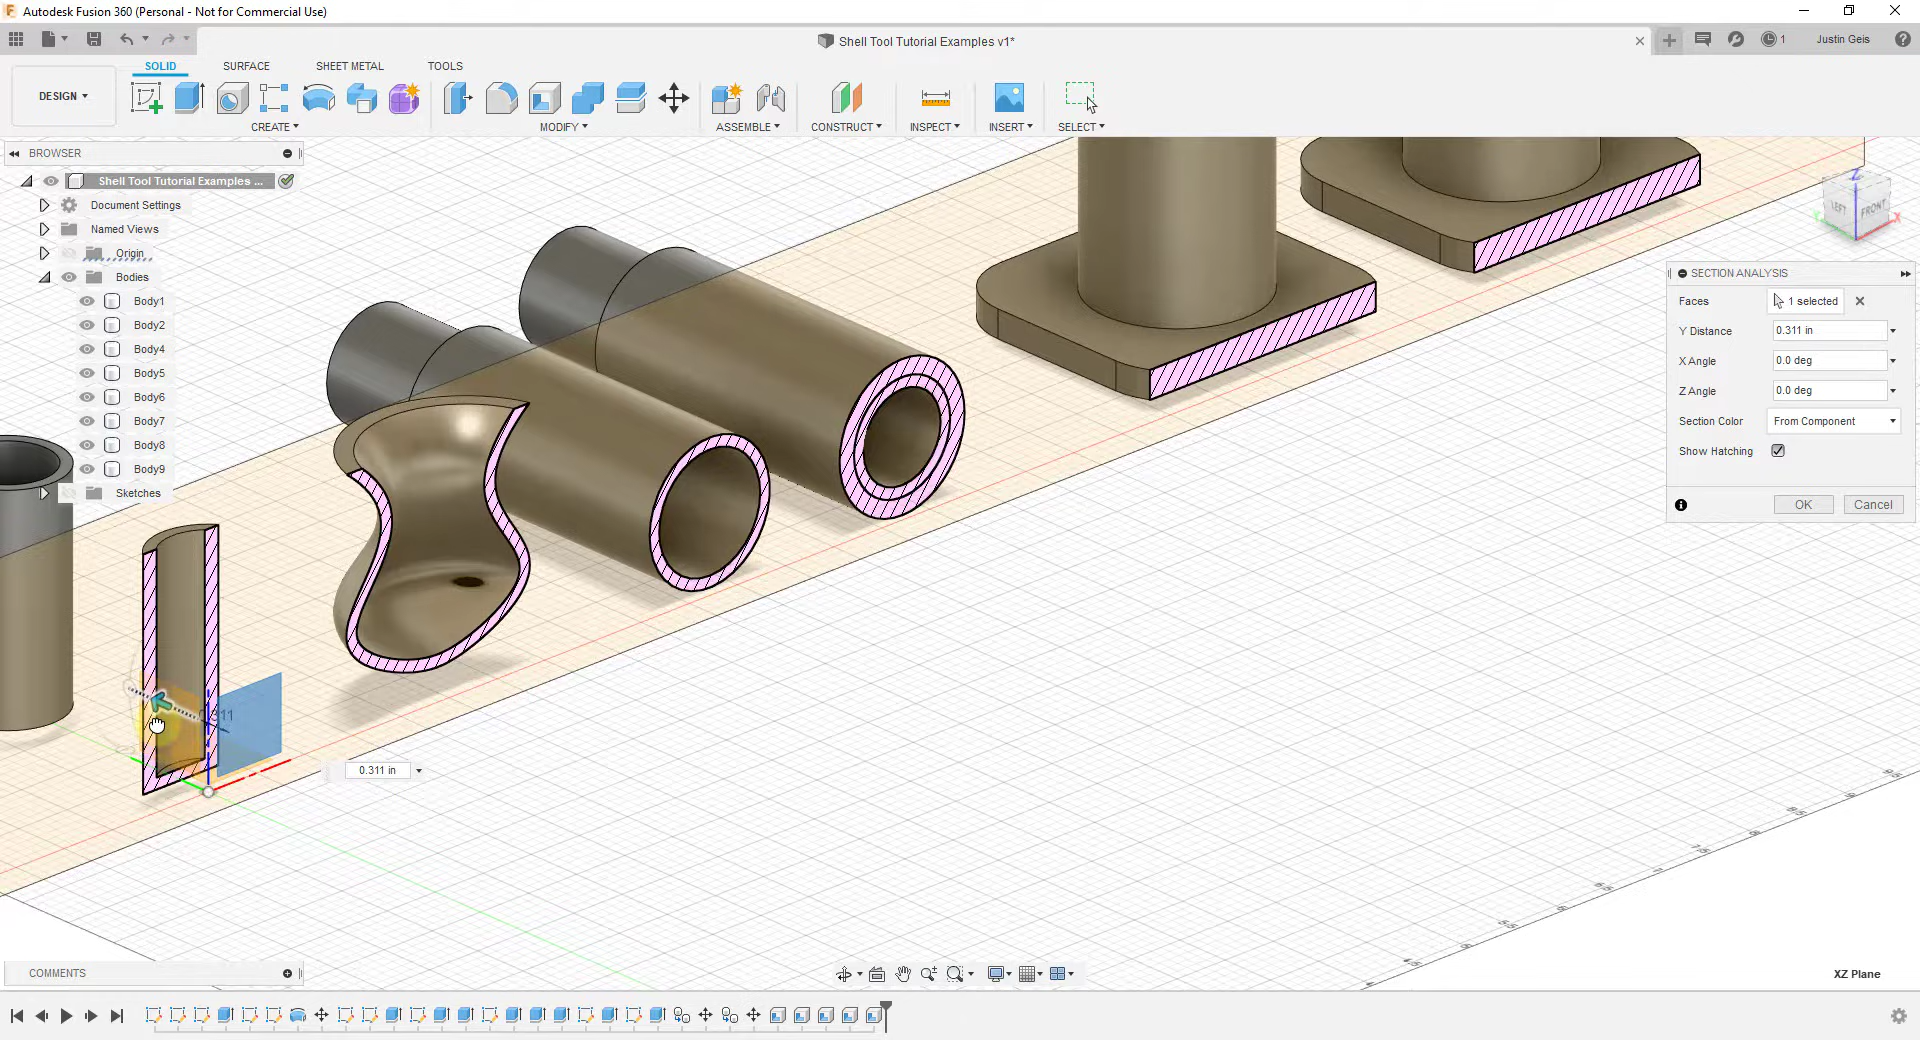 Autodesk Fusion 360 (Personal - Not for Commercial Use)
Shell Tool Tutorial Examples v1*
1
Justin Geis
SOLID
SURFACE
SHEET METAL
TOOLS
DESIGN
CREATE
MODIFY
ASSEMBLE
CONSTRUCT
INSPECT
INSERT
SELECT
BROWSER
Shell Tool Tutorial Examples ...
Document Settings
Named Views
Origin
Bodies
Body1
Body2
Body4
Body5
Body6
Body7
Body8
Body9
Sketches
Z
LEFT
FRONT
X
SECTION ANALYSIS
Faces
1 selected
Y Distance
0.311 in
X Angle
0.0 deg
Z Angle
0.0 deg
Section Color
From Component
Show Hatching
OK
Cancel
0.311 in
COMMENTS
XZ Plane